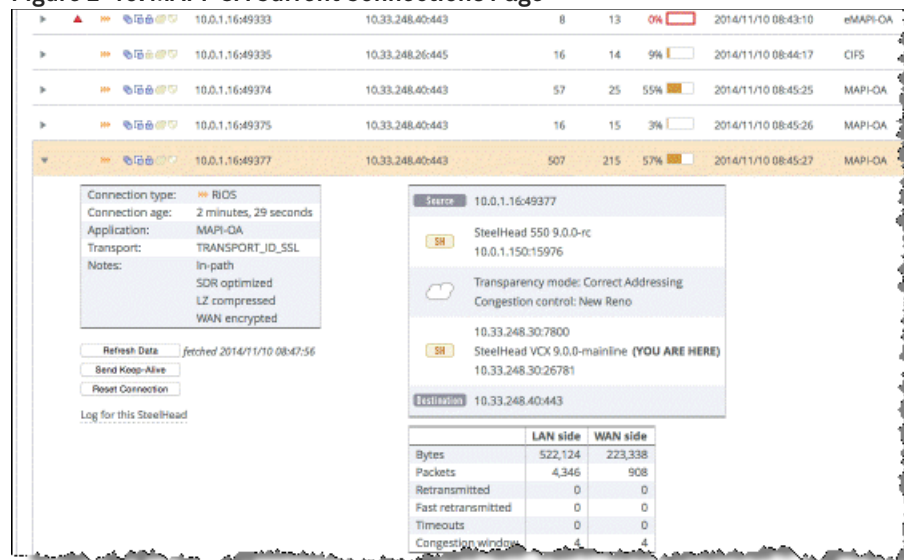 10.0.1.16:49333 10.33.248.40:443 8 13 0% 2014/11/10 08:43:10 eMAPI-OA
10.0.1.16:49335 10.33.248.26:445 16 14 9% 2014/11/10 08:44:17 CIFS
10.0.1.16:49374 10.33.248.40:443 57 25 55% 2014/11/10 08:45:25 MAPI-OA
10.0.1.16:49375 10.33.248.40:443 16 15 3% 2014/11/10 08:45:26 MAPI-OA
10.0.1.16:49377 10.33.248.40:443 507 215 57% 2014/11/10 08:45:27 MAPI-OA
Connection type: RiOS
Connection age: 2 minutes, 29 seconds
Application: MAPI-OA
Transport: TRANSPORT_ID_SSL
Notes: In-path
SDR optimized
LZ compressed
WAN encrypted
Refresh Data fetched 2014/11/10 08:47:56
Send Keep-Alive
Reset Connection
Log for this SteelHead
Source 10.0.1.16:49377
SH SteelHead 550 9.0.0-rc
10.0.1.150:15976
Transparency mode: Correct Addressing
Congestion control: New Reno
10.33.248.30:7800
SH SteelHead VCX 9.0.0-mainline (YOU ARE HERE)
10.33.248.30:26781
Destination 10.33.248.40:443
LAN side WAN side
Bytes 522,124 223,338
Packets 4,346 908
Retransmitted 0 0
Fast retransmitted 0 0
Timeouts 0 0
Congestion window 4 4